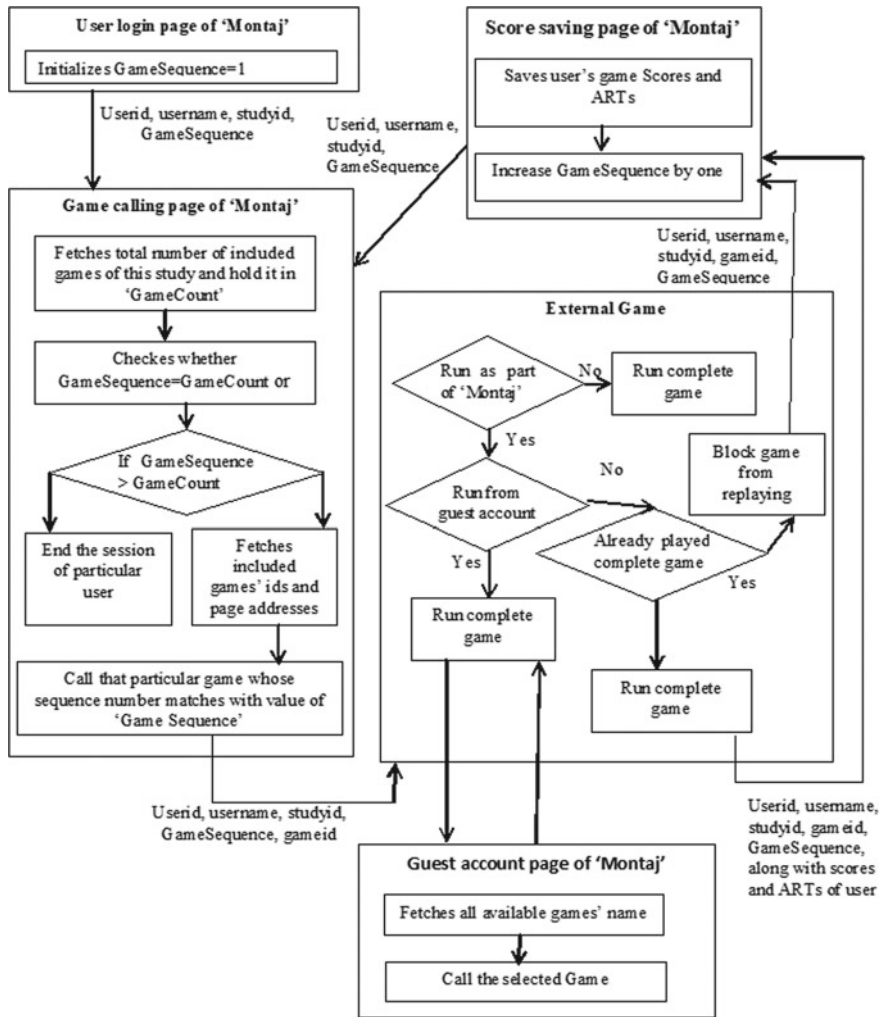 User login page of ‘Montaj’
Initializes GameSequence=1
Userid, username, studyid,
GameSequence
Game calling page of ‘Montaj’
Fetches total number of included
games of this study and hold it in
‘GameCount’
Checkes whether
GameSequence=GameCount or
If GameSequence
> GameCount
End the session
of particular
user
Fetches
included
games’ ids and
page addresses
Call that particular game whose
sequence number matches with value of
‘Game Sequence’
Userid, username, studyid,
GameSequence, gameid
Score saving page of ‘Montaj’
Saves user’s game Scores and
ARTs
Increase GameSequence by one
Userid, username,
studyid,
GameSequence
Userid, username,
studyid, gameid,
GameSequence
External Game
Run as part
of ‘Montaj’
No
Run complete
game
Yes
Run from
guest account
No
Block game
from
replaying
Already played
complete game
Yes
Yes
Run complete
game
Run complete
game
Userid, username,
studyid, gameid,
GameSequence,
along with scores
and ARTs of user
Guest account page of ‘Montaj’
Fetches all available games’ name
Call the selected Game